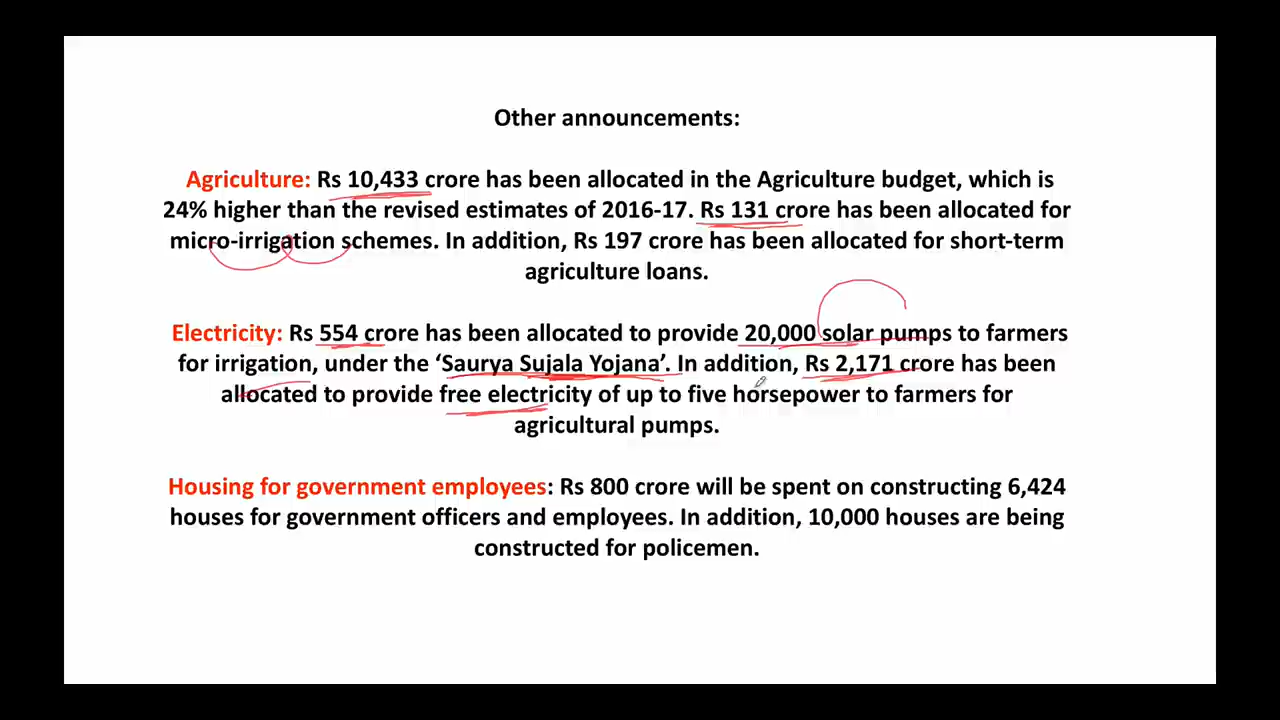 Other announcements:
Agriculture: Rs 10,433 crore has been allocated in the Agriculture budget, which is
24% higher than the revised estimates of 2016-17. Rs 131 crore has been allocated for
micro-irrigation schemes. In addition, Rs 197 crore has been allocated for short-term
agriculture loans.
Electricity: Rs 554 crore has been allocated to provide 20,000 solar pumps to farmers
for irrigation, under the ‘Saurya Sujala Yojana’. In addition, Rs 2,171 crore has been
allocated to provide free electricity of up to five horsepower to farmers for
agricultural pumps.
Housing for government employees: Rs 800 crore will be spent on constructing 6,424
houses for government officers and employees. In addition, 10,000 houses are being
constructed for policemen.